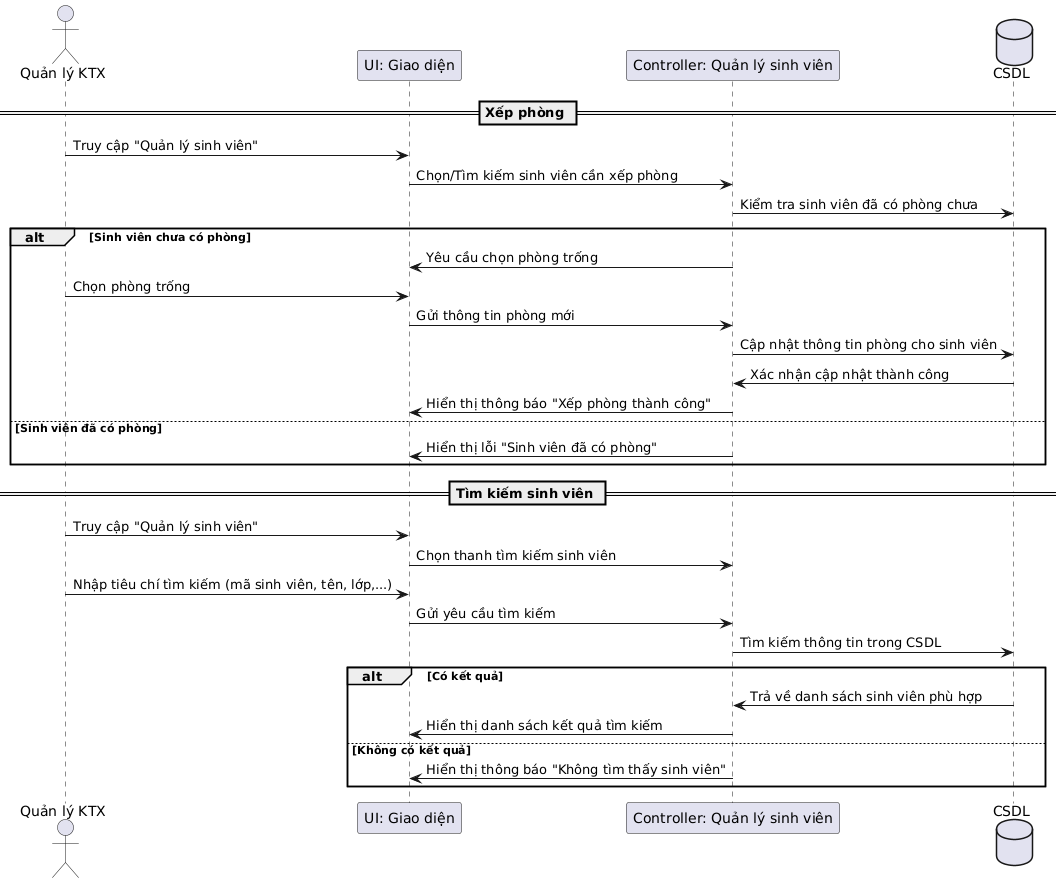 Quản lý KTX
UI: Giao diện
Controller: Quản lý sinh viên
CSDL
Xếp phòng
Truy cập "Quản lý sinh viên"
Chọn/Tìm kiếm sinh viên cần xếp phòng
Kiểm tra sinh viên đã có phòng chưa
alt [Sinh viên chưa có phòng]
Yêu cầu chọn phòng trống
Chọn phòng trống
Gửi thông tin phòng mới
Cập nhật thông tin phòng cho sinh viên
Xác nhận cập nhật thành công
Hiển thị thông báo "Xếp phòng thành công"
[Sinh viên đã có phòng]
Hiển thị lỗi "Sinh viên đã có phòng"
Tìm kiếm sinh viên
Truy cập "Quản lý sinh viên"
Chọn thanh tìm kiếm sinh viên
Nhập tiêu chí tìm kiếm (mã sinh viên, tên, lớp,...)
Gửi yêu cầu tìm kiếm
Tìm kiếm thông tin trong CSDL
alt [Có kết quả]
Trả về danh sách sinh viên phù hợp
Hiển thị danh sách kết quả tìm kiếm
[Không có kết quả]
Hiển thị thông báo "Không tìm thấy sinh viên"
Quản lý KTX
UI: Giao diện
Controller: Quản lý sinh viên
CSDL